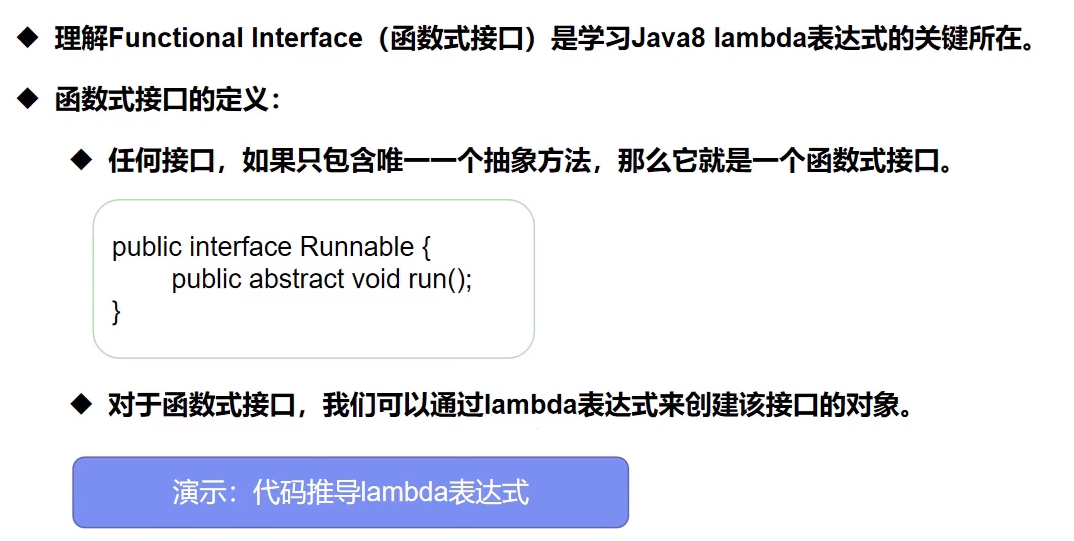 理解Functional Interface（函数式接口）是学习Java8 lambda表达式的关键所在。
函数式接口的定义：
任何接口，如果只包含唯一一个抽象方法，那么它就是一个函数式接口。
public interface Runnable {
public abstract void run();
}
对于函数式接口，我们可以通过lambda表达式来创建该接口的对象。
演示：代码推导lambda表达式